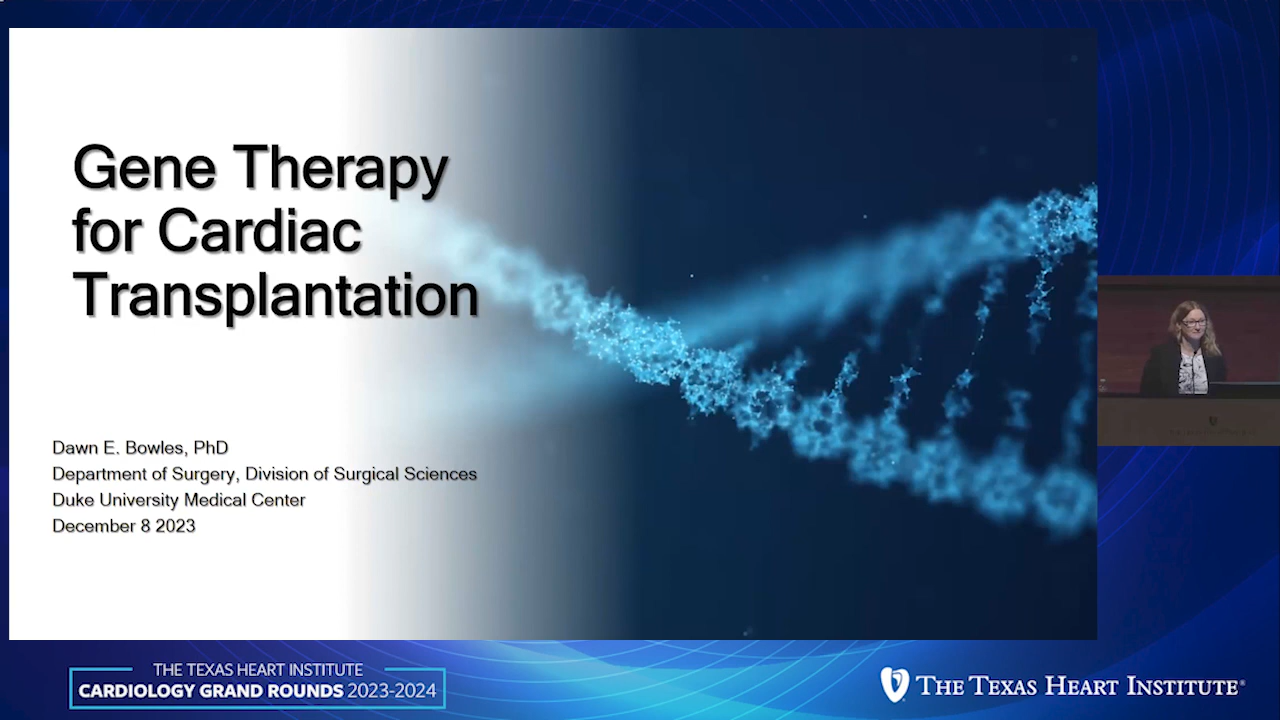 Gene Therapy
for Cardiac
Transplantation
Dawn E. Bowles, PhD
Department of Surgery, Division of Surgical Sciences
Duke University Medical Center
December 8 2023
THE TEXAS HEART INSTITUTE
CARDIOLOGY GRAND ROUNDS 2023-2024
THE TEXAS HEART INSTITUTE®